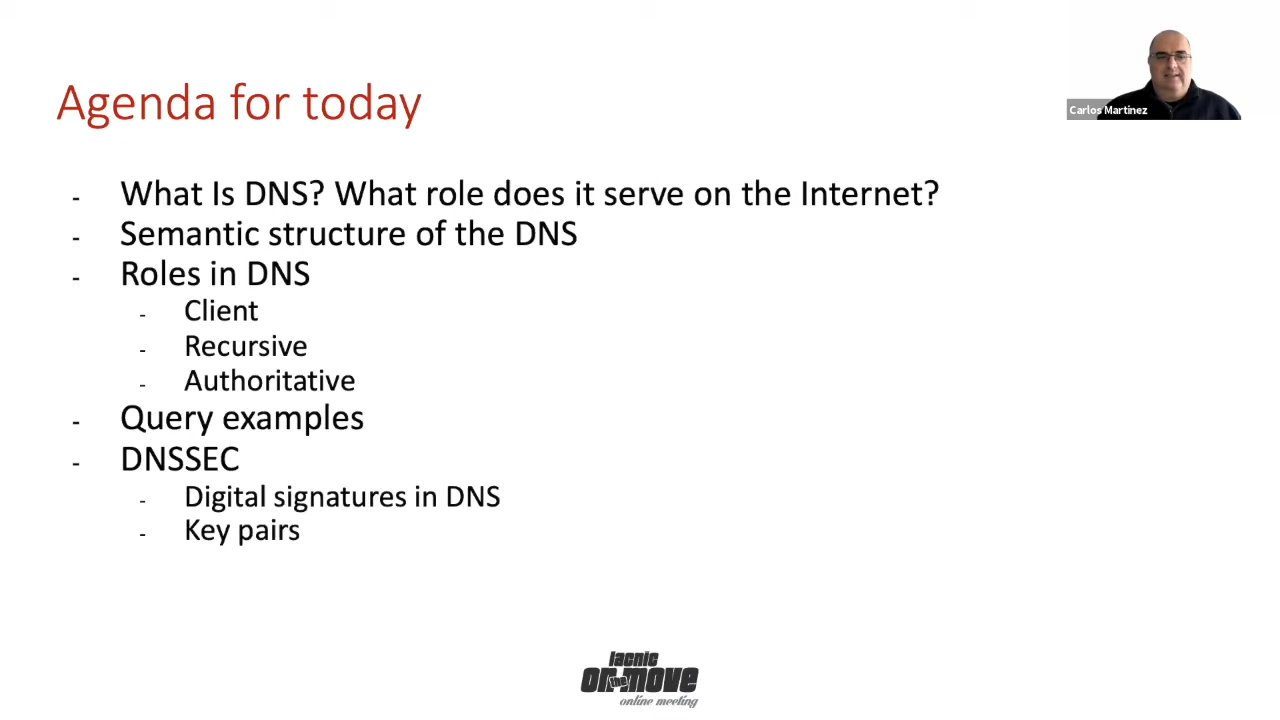 Agenda for today
Carlos Martinez
- What Is DNS? What role does it serve on the Internet?
- Semantic structure of the DNS
- Roles in DNS
- Client
- Recursive
- Authoritative
- Query examples
- DNSSEC
- Digital signatures in DNS
- Key pairs
lacnic
on the move
online meeting